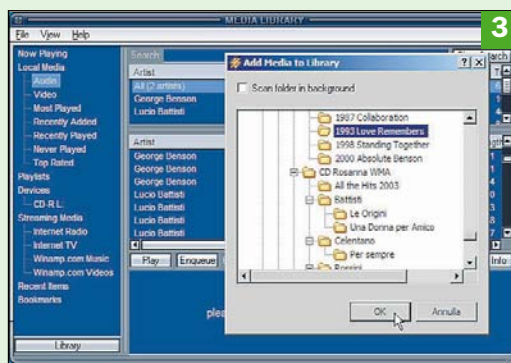 MEDIA LIBRARY
3
File View Help
Now Playing
Local Media
Audio
Video
Most Played
Recently Added
Recently Played
Never Played
Top Rated
Playlists
Devices
CD-R L:
Streaming Media
Internet Radio
Internet TV
Winamp.com Music
Winamp.com Videos
Recent Items
Bookmarks
Library
Search
Artist
All (2 artists)
George Benson
Lucio Battisti
Artist
George Benson
George Benson
George Benson
George Benson
Lucio Battisti
Lucio Battisti
Lucio Battisti
Lucio Battisti
Play Enqueue
Info
Add Media to Library
Scan folder in background
1987 Collaboration
1993 Love Remembers
1998 Standing Together
2000 Absolute Benson
CD Rosanna WMA
All the Hits 2003
Battisti
Le Origini
Una Donna per Amico
Celentano
Per sempre
Rossini
OK Annulla